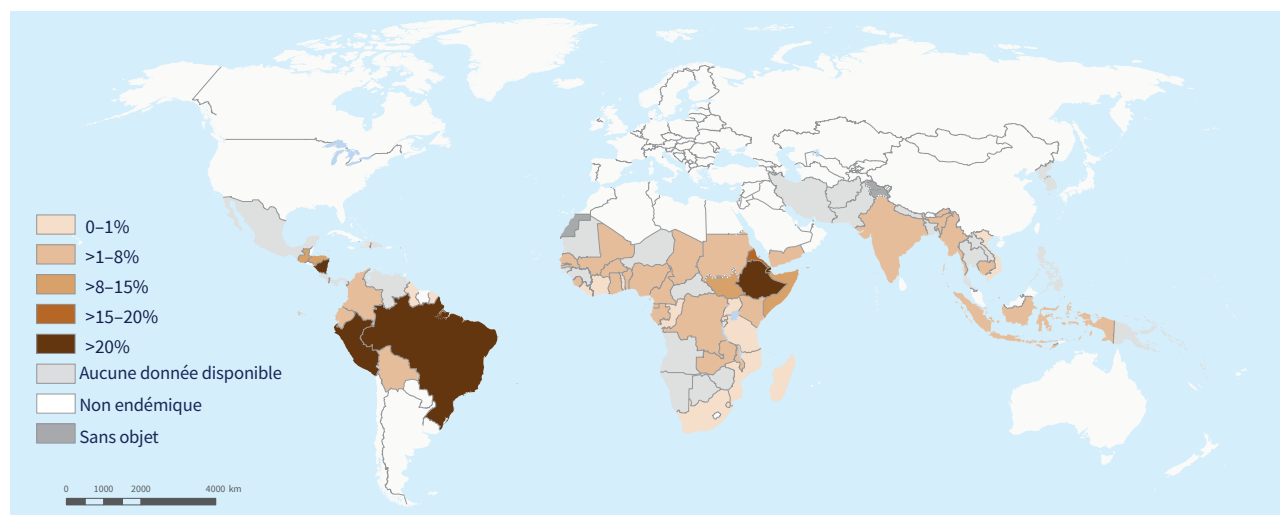 0–1%
>1–8%
>8–15%
>15–20%
>20%
Aucune donnée disponible
Non endémique
Sans objet
0 1000 2000 4000 km